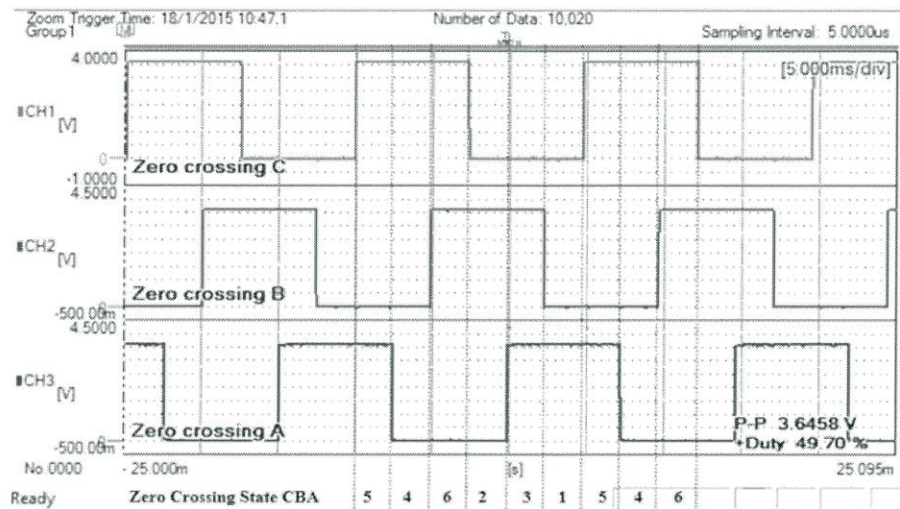 Zoom Trigger Time: 18/1/2015 10.47.1 Number of Data: 10,020
Group1 Sampling Interval: 5.0000us
4.0000 [5.000ms/div]
CH1
[V]
0
-1.0000 Zero crossing C
4.5000
CH2
[V]
0
-500.00m Zero crossing B
4.5000
CH3
[V]
0
-500.00m Zero crossing A
P-P 3.6458 V
+Duty 49.70 %
No.0000 -25.000m [s] 25.095m
Ready Zero Crossing State CBA 5 4 6 2 3 1 5 4 6